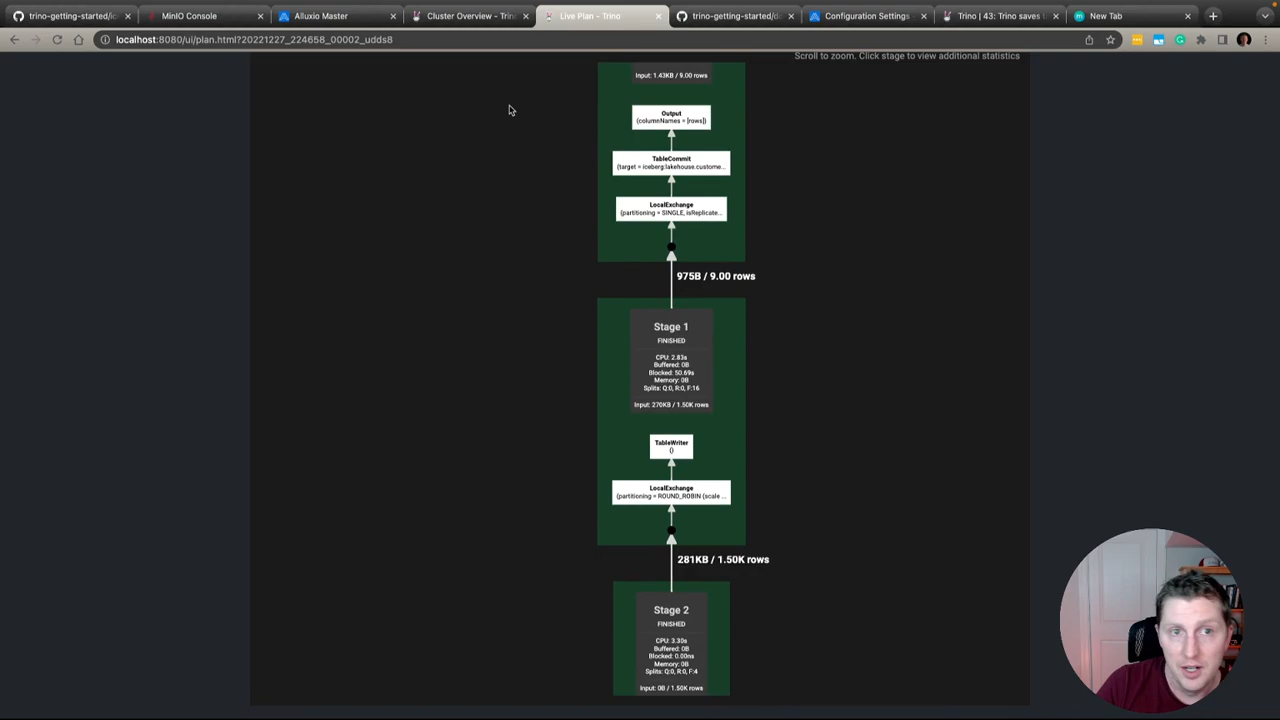 trino-getting-started/ic
MinIO Console
Alluxio Master
Cluster Overview - Trino
Live Plan - Trino
trino-getting-started/do
Configuration Settings
Trino | 43: Trino saves t
New Tab
localhost:8080/ui/plan.html?20221227_224658_00002_udds8
Scroll to zoom. Click stage to view additional statistics
Input: 1.43KB / 9.00 rows
Output
(columnNames = [rows])
TableCommit
(target = iceberg:lakehouse.custome...
LocalExchange
(partitioning = SINGLE, isReplicate...
975B / 9.00 rows
Stage 1
FINISHED
CPU: 2.83s
Buffered: 0B
Blocked: 50.69s
Memory: 0B
Splits: Q:0, R:0, F:16
Input: 270KB / 1.50K rows
TableWriter
()
LocalExchange
(partitioning = ROUND_ROBIN (scale ...
281KB / 1.50K rows
Stage 2
FINISHED
CPU: 3.30s
Buffered: 0B
Blocked: 0.00ns
Memory: 0B
Splits: Q:0, R:0, F:4
Input: 0B / 1.50K rows